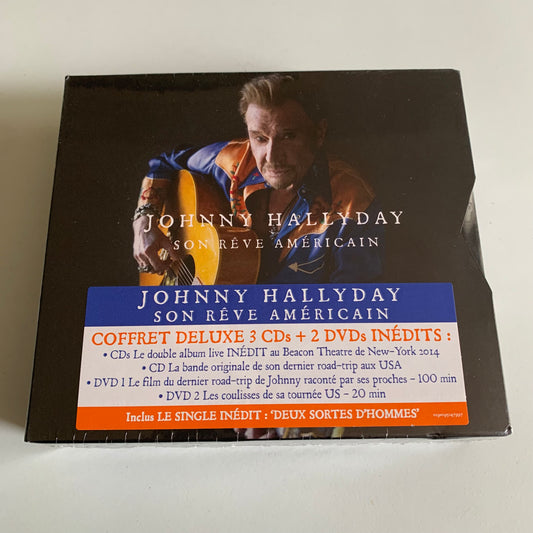 JOHNNY HALLYDAY
SON RÊVE AMÉRICAIN
JOHNNY HALLYDAY
SON RÊVE AMÉRICAIN
COFFRET DELUXE 3 CDs + 2 DVDs INÉDITS :
• CDs Le double album live INÉDIT au Beacon Theatre de New-York 2014
• CD La bande originale de son dernier road-trip aux USA
• DVD 1 Le film du dernier road-trip de Johnny raconté par ses proches – 100 min
• DVD 2 Les coulisses de sa tournée US – 20 min
Inclus LE SINGLE INÉDIT : ‘DEUX SORTES D’HOMMES’